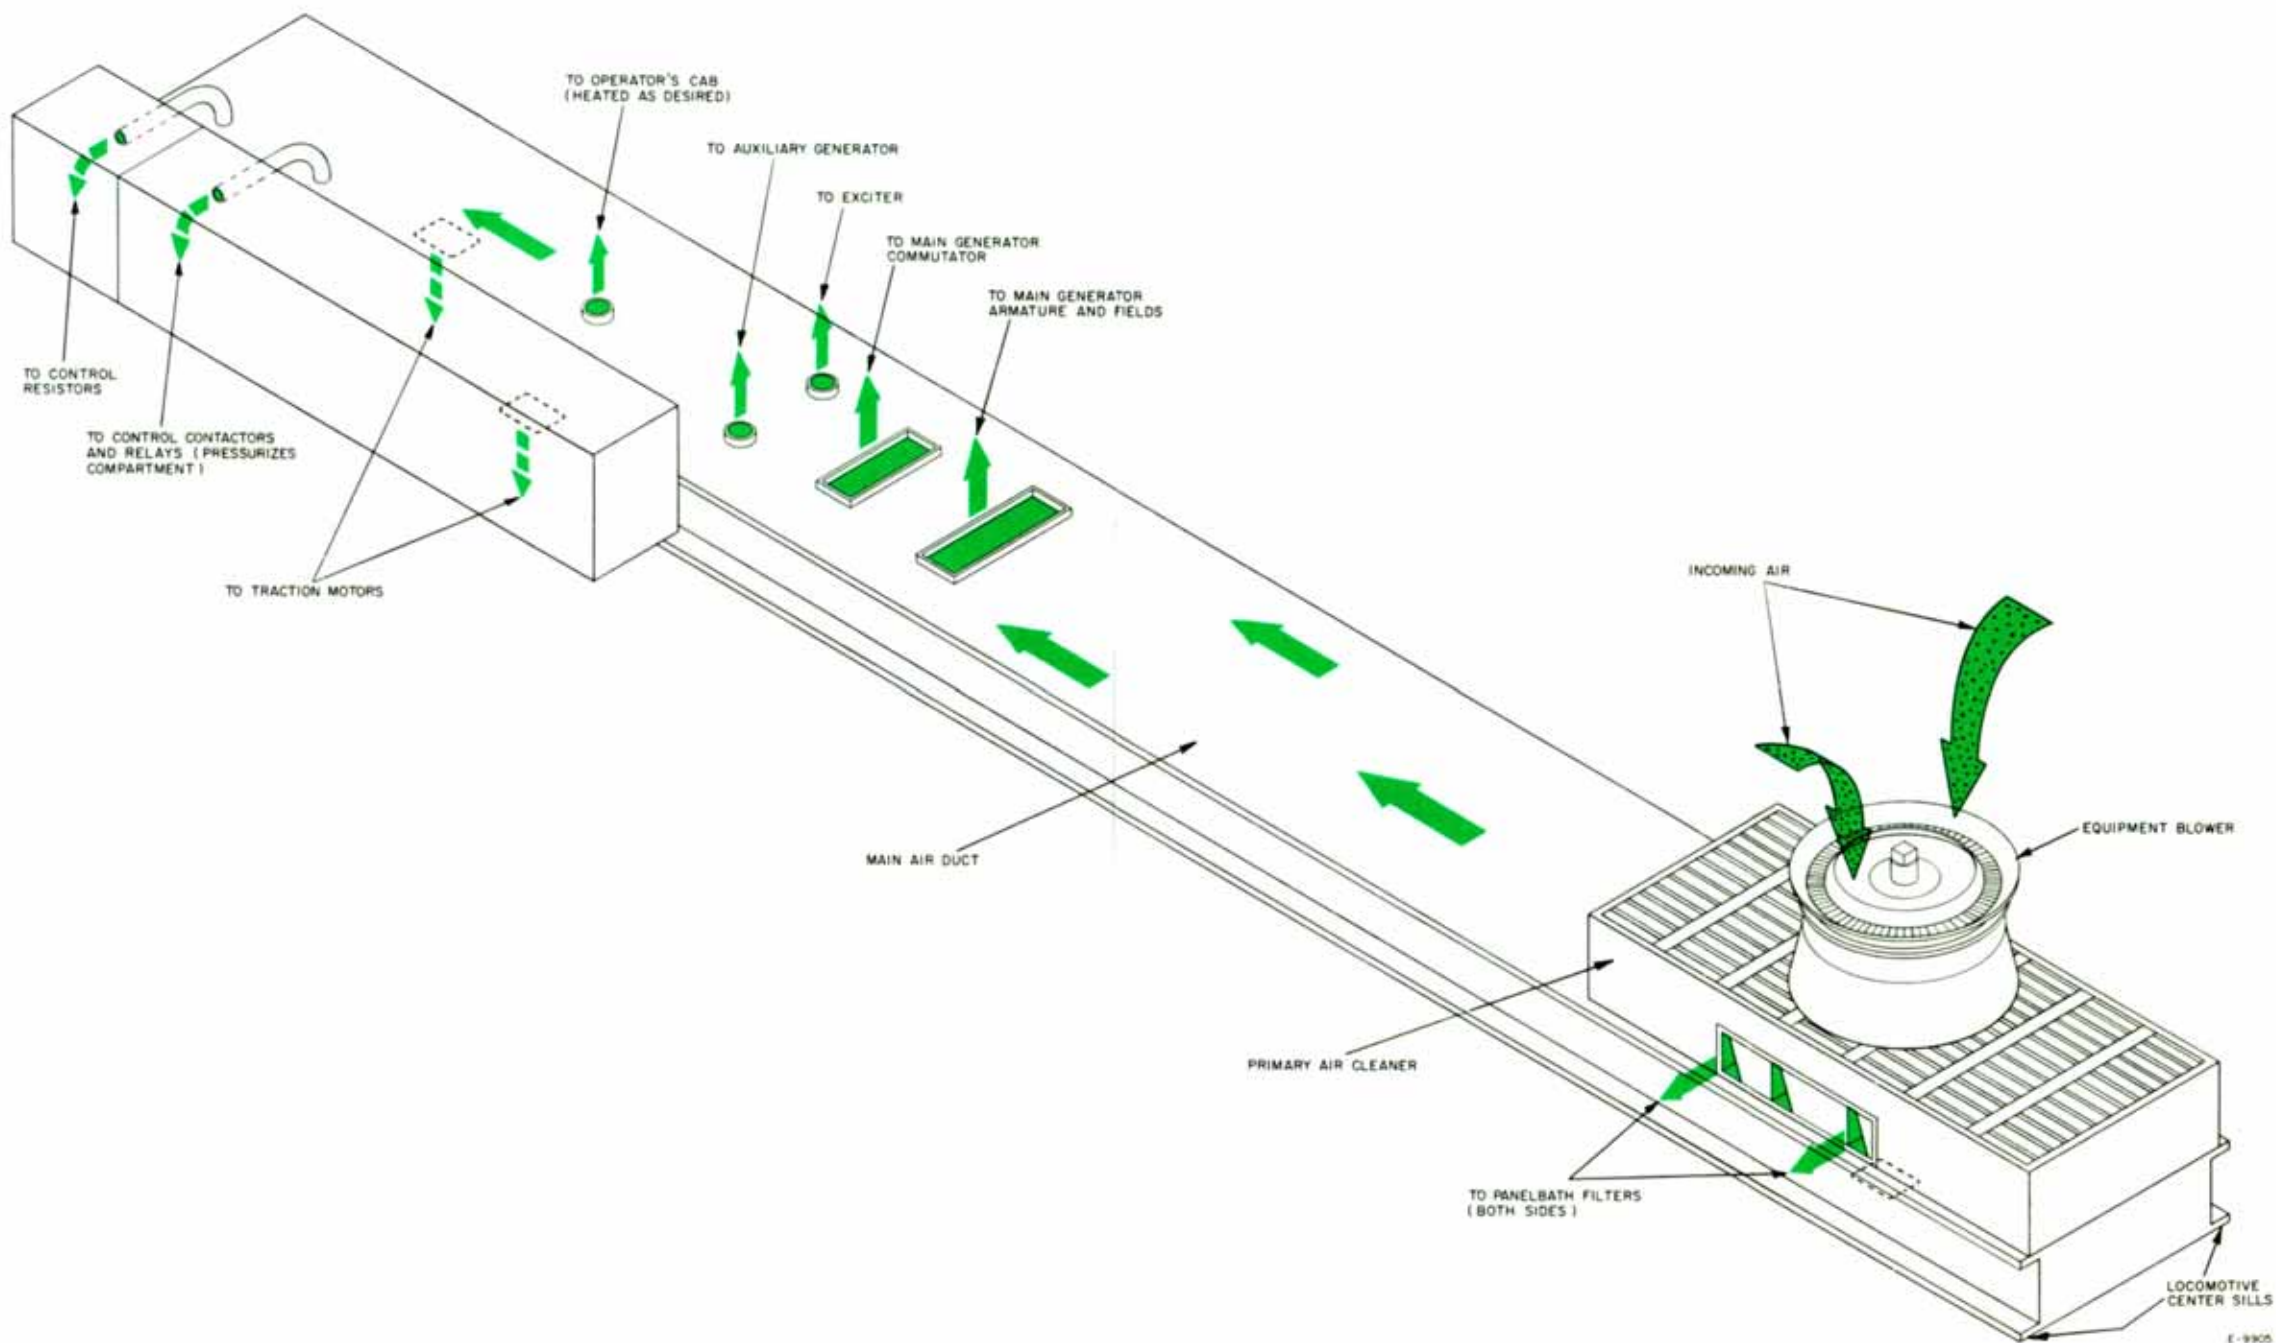 TO OPERATOR'S CAB
(HEATED AS DESIRED)
TO AUXILIARY GENERATOR
TO EXCITER
TO MAIN GENERATOR
COMMUTATOR
TO MAIN GENERATOR
ARMATURE AND FIELDS
TO CONTROL
RESISTORS
TO CONTROL CONTACTORS
AND RELAYS (PRESSURIZES
COMPARTMENT)
TO TRACTION MOTORS
INCOMING AIR
EQUIPMENT BLOWER
MAIN AIR DUCT
PRIMARY AIR CLEANER
TO PANELBATH FILTERS
(BOTH SIDES)
LOCOMOTIVE
CENTER SILLS
E-9905